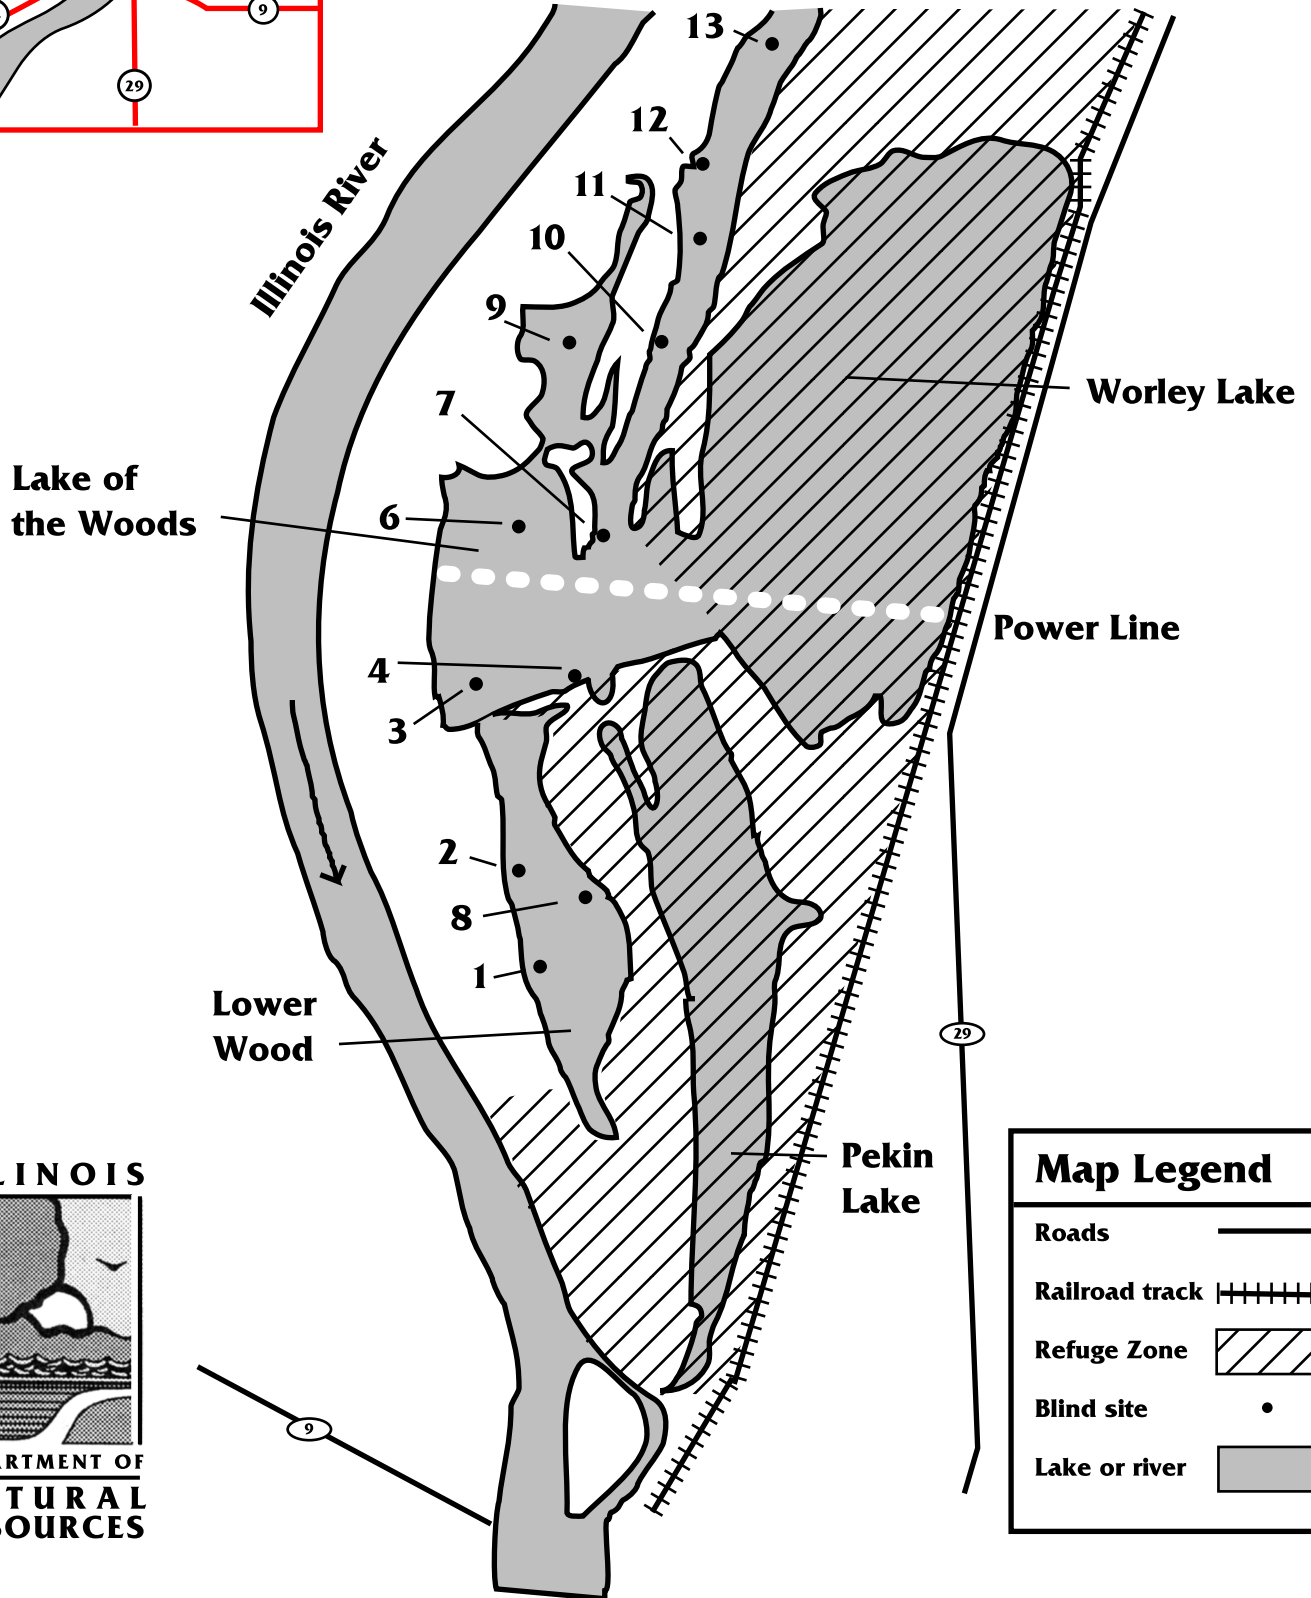 9
29
13
12
11
10
9
7
6
4
3
2
8
1
Illinois River
Lake of
the Woods
Worley Lake
Power Line
Lower
Wood
Pekin
Lake
29
9
LINOIS
ARTMENT OF
TURAL
SOURCES
Map Legend
Roads
Railroad track
Refuge Zone
Blind site
Lake or river